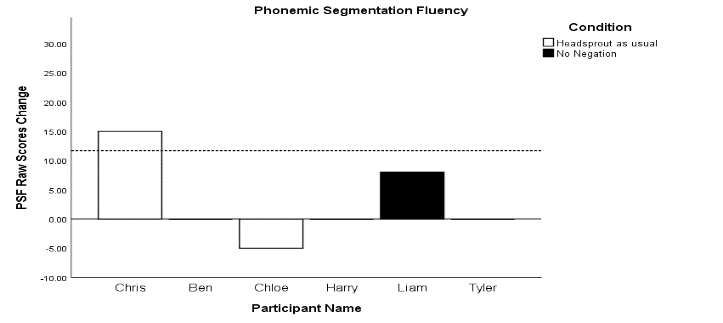 Phonemic Segmentation Fluency
Condition
Headsprout as usual
No Negation
PSF Raw Scores Change
30.00
25.00
20.00
15.00
10.00
5.00
0.00
-5.00
-10.00
Chris Ben Chloe Harry Liam Tyler
Participant Name